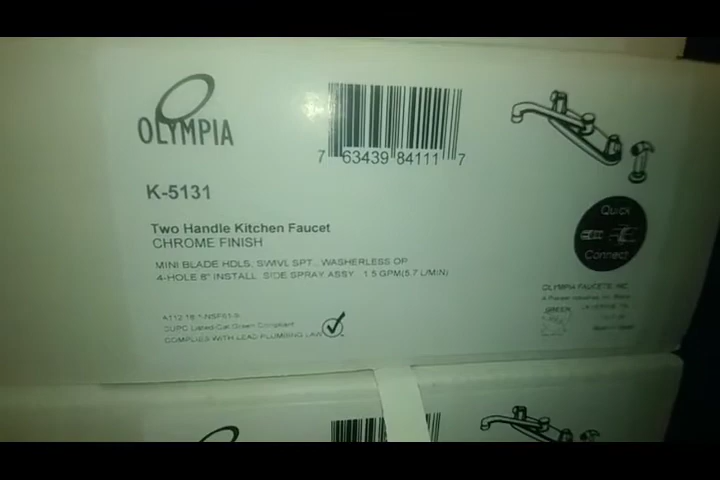 OLYMPIA
7 63439 84111 7
K-5131
Two Handle Kitchen Faucet
CHROME FINISH
MINI BLADE HDLS, SWIVL SPT., WASHERLESS OP
4-HOLE 8" INSTALL, SIDE SPRAY ASSY 1.5 GPM(5.7 L/MIN)
Quick
Connect
OLYMPIA FAUCETS, INC.
CUPC Listed-Cal Green Compliant
COMPLIES WITH LEAD PLUMBING LAW